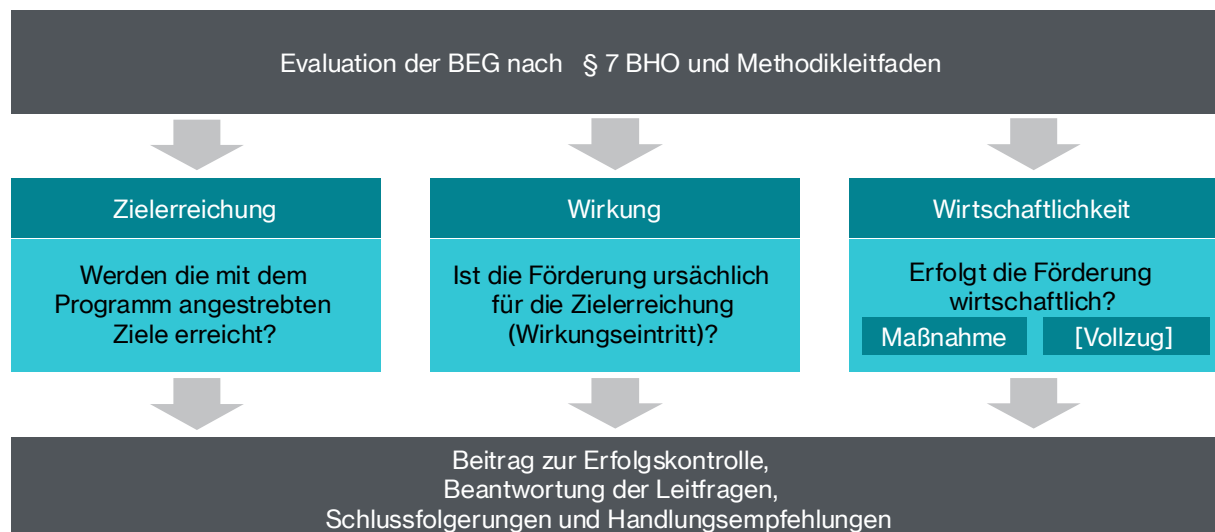 Evaluation der BEG nach § 7 BHO und Methodikleitfaden
Zielerreichung
Werden die mit dem
Programm angestrebten
Ziele erreicht?
Wirkung
Ist die Förderung ursächlich
für die Zielerreichung
(Wirkungseintritt)?
Wirtschaftlichkeit
Erfolgt die Förderung
wirtschaftlich?
Maßnahme
[Vollzug]
Beitrag zur Erfolgskontrolle,
Beantwortung der Leitfragen,
Schlussfolgerungen und Handlungsempfehlungen